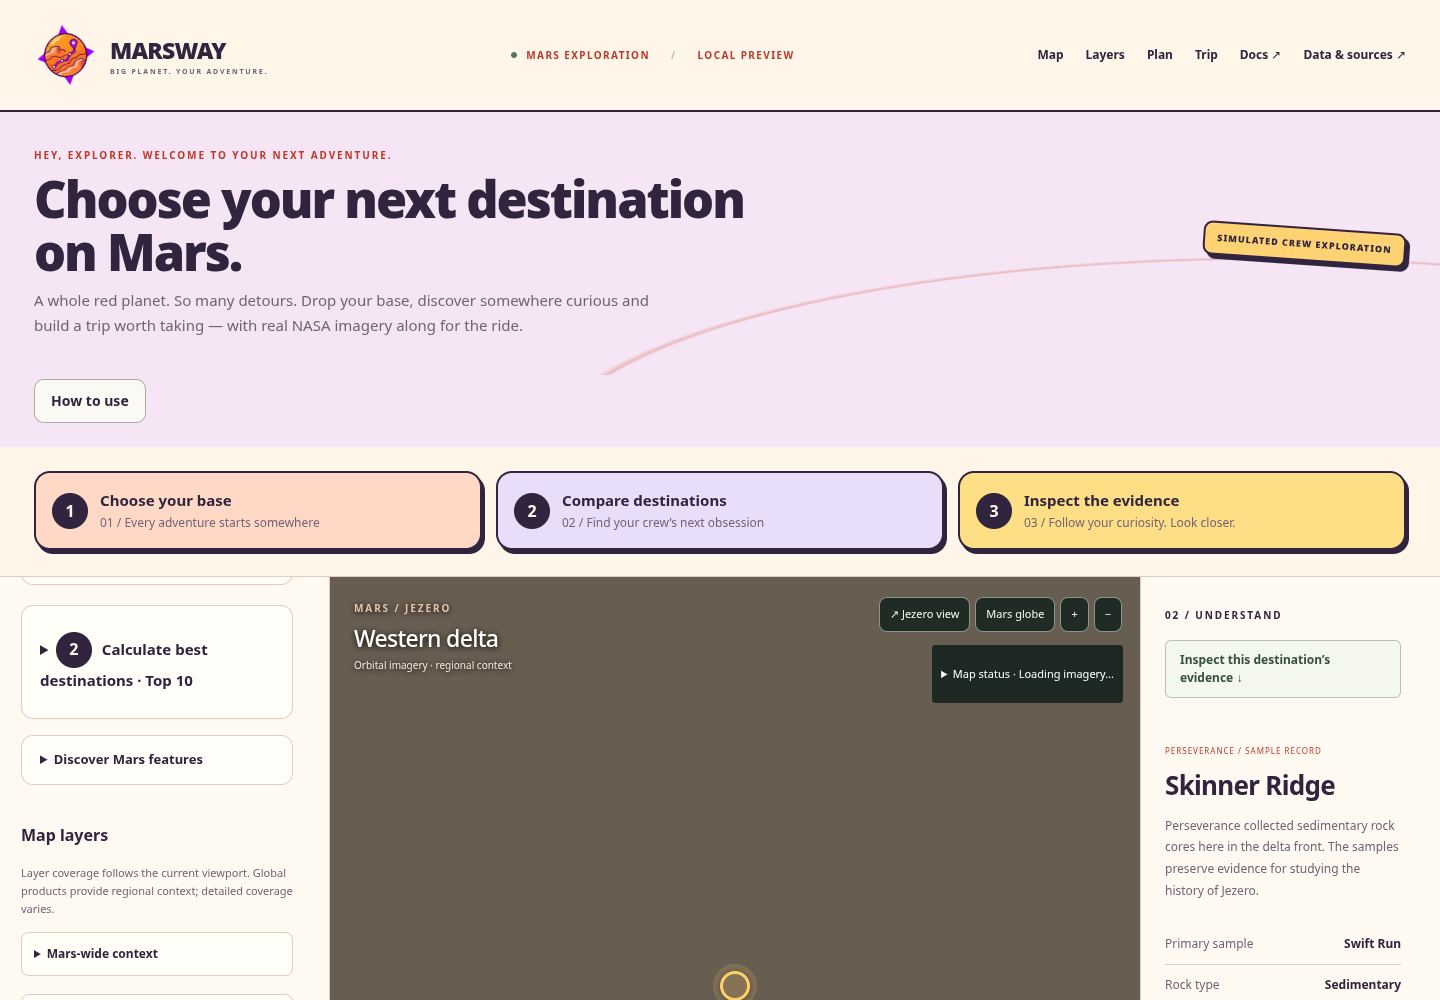 MARSWAY
BIG PLANET. YOUR ADVENTURE.
MARS EXPLORATION / LOCAL PREVIEW
Map Layers Plan Trip Docs ↗ Data & sources ↗
HEY, EXPLORER. WELCOME TO YOUR NEXT ADVENTURE.
Choose your next destination
on Mars.
A whole red planet. So many detours. Drop your base, discover somewhere curious and
build a trip worth taking — with real NASA imagery along for the ride.
SIMULATED CREW EXPLORATION
How to use
1 Choose your base
01 / Every adventure starts somewhere
2 Compare destinations
02 / Find your crew's next obsession
3 Inspect the evidence
03 / Follow your curiosity. Look closer.
2 Calculate best
destinations · Top 10
Discover Mars features
Map layers
Layer coverage follows the current viewport. Global
products provide regional context; detailed coverage
varies.
Mars-wide context
MARS / JEZERO
Western delta
Orbital imagery · regional context
↗ Jezero view Mars globe + −
Map status · Loading imagery…
02 / UNDERSTAND
Inspect this destination's
evidence ↓
PERSEVERANCE / SAMPLE RECORD
Skinner Ridge
Perseverance collected sedimentary rock
cores here in the delta front. The samples
preserve evidence for studying the
history of Jezero.
Primary sample Swift Run
Rock type Sedimentary